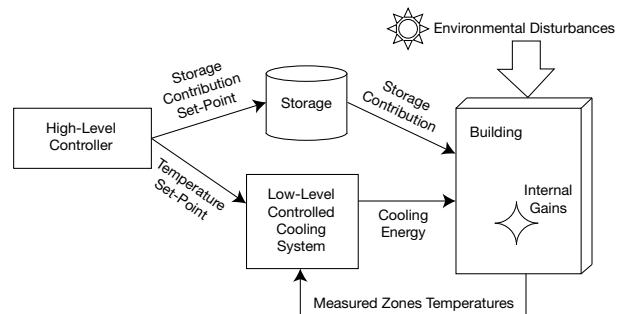 Environmental Disturbances
Storage
Contribution
Set-Point
Storage
Storage
Contribution
High-Level
Controller
Building
Temperature
Set-Point
Low-Level
Controlled
Cooling
System
Cooling
Energy
Internal
Gains
Measured Zones Temperatures